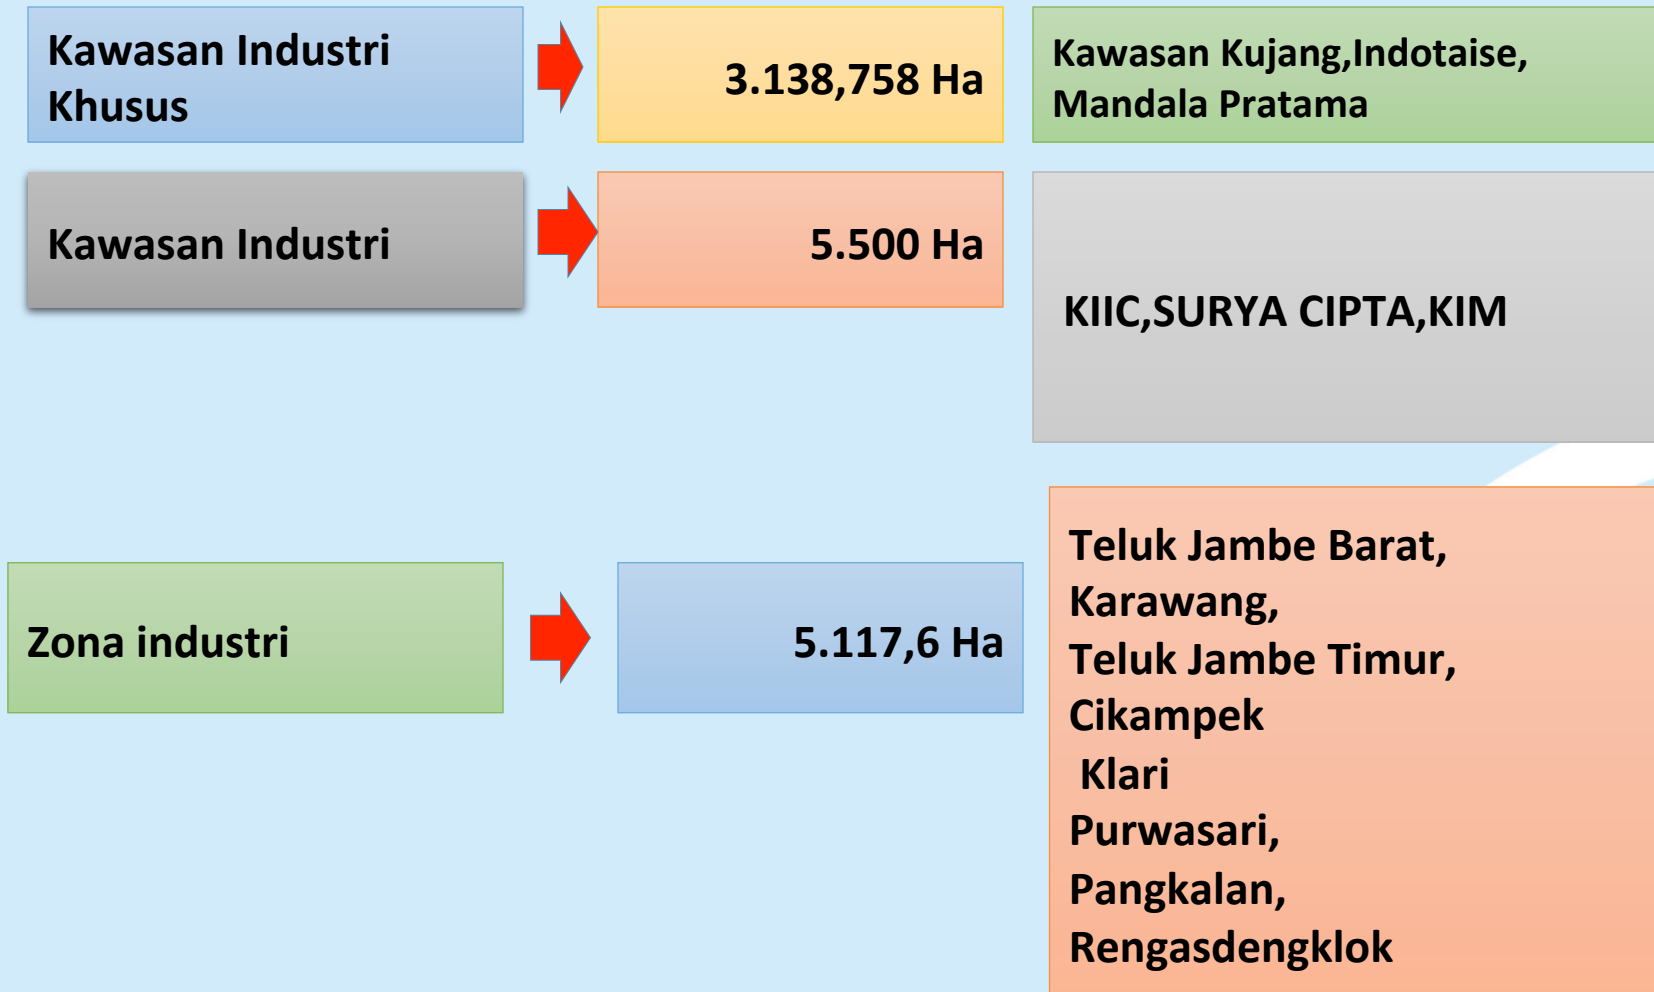 Kawasan Industri
Khusus
3.138,758 Ha
Kawasan Kujang,Indotaise,
Mandala Pratama
Kawasan Industri
5.500 Ha
KIIC,SURYA CIPTA,KIM
Zona industri
5.117,6 Ha
Teluk Jambe Barat,
Karawang,
Teluk Jambe Timur,
Cikampek
Klari
Purwasari,
Pangkalan,
Rengasdengklok